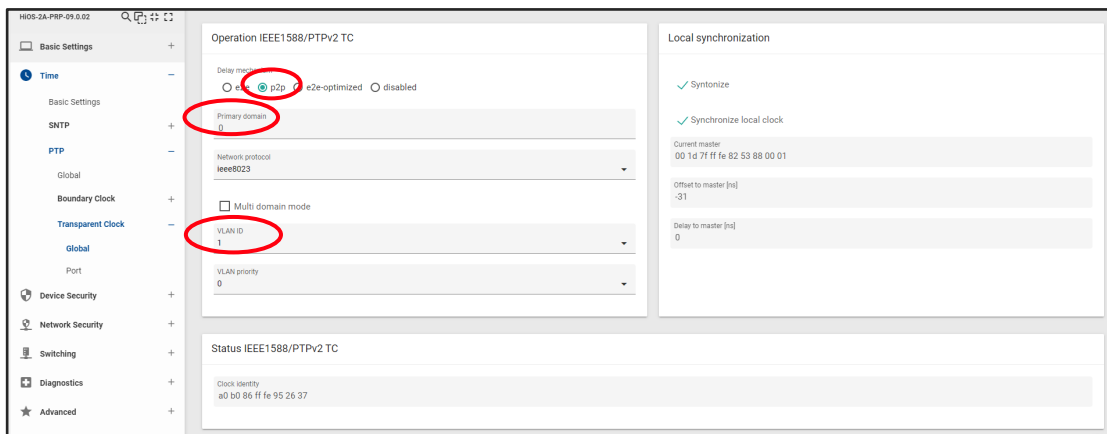 HiOS-2A-PRP-09.0.02
Basic Settings
Time
Basic Settings
SNTP
PTP
Global
Boundary Clock
Transparent Clock
Global
Port
Device Security
Network Security
Switching
Diagnostics
Advanced
Operation IEEE1588/PTPv2 TC
Delay
e2e p2p e2e-optimized disabled
Primary domain
0
Network protocol
ieee8023
Multi domain mode
VLAN ID
1
VLAN priority
0
Local synchronization
Syntonize
Synchronize local clock
Current master
00 1d 7f ff fe 82 53 88 00 01
Offset to master [ns]
-31
Delay to master [ns]
0
Status IEEE1588/PTPv2 TC
Clock identity
a0 b0 86 ff fe 95 26 37